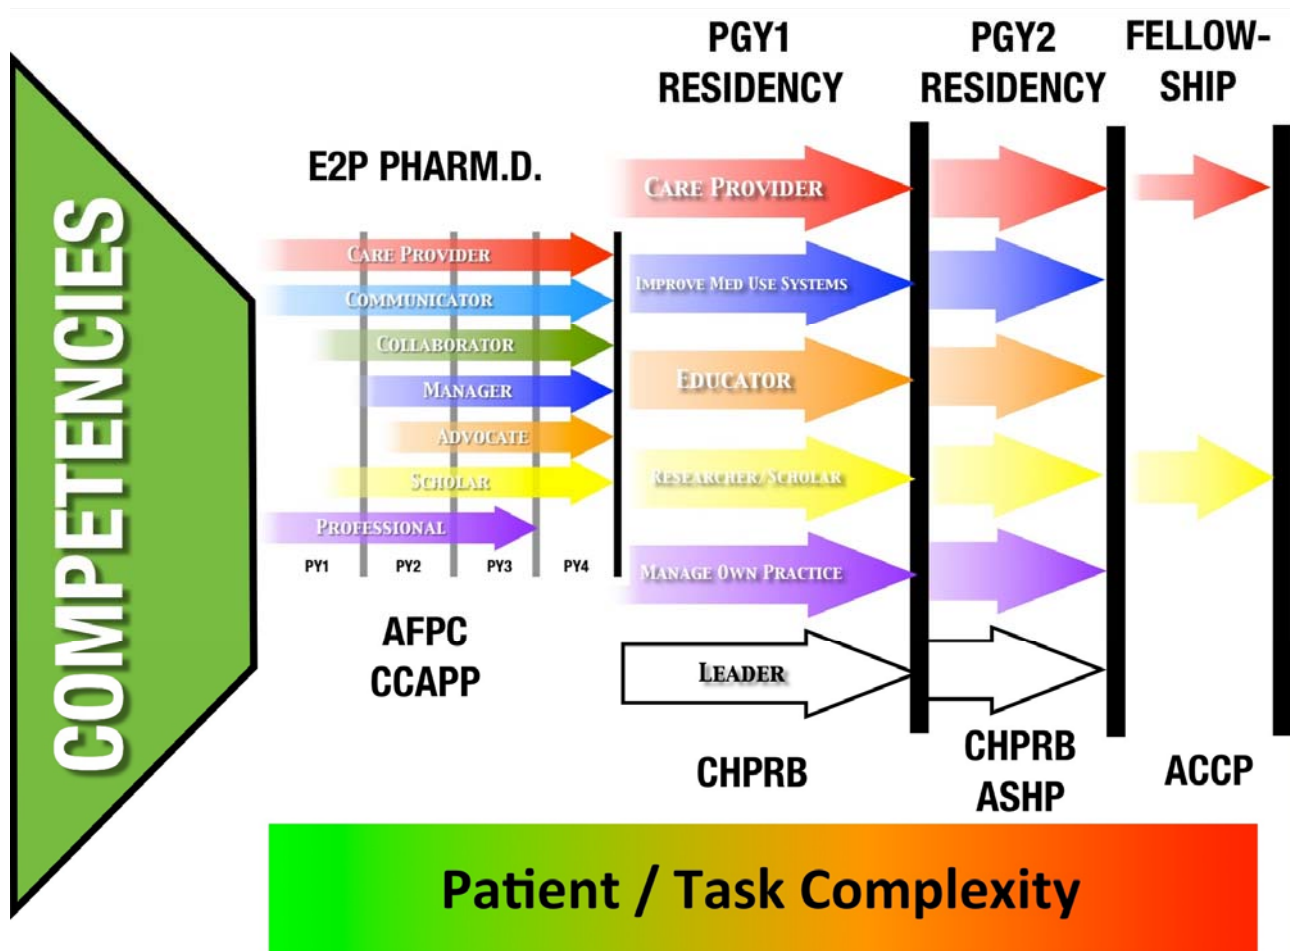 COMPETENCIES
E2P PHARM.D.
CARE PROVIDER
COMMUNICATOR
COLLABORATOR
MANAGER
ADVOCATE
SCHOLAR
PROFESSIONAL
PY1 PY2 PY3 PY4
AFPC
CCAPP
PGY1
RESIDENCY
CARE PROVIDER
IMPROVE MED USE SYSTEMS
EDUCATOR
RESEARCHER/SCHOLAR
MANAGE OWN PRACTICE
LEADER
CHPRB
PGY2
RESIDENCY
CHPRB
ASHP
FELLOW-
SHIP
ACCP
Patient / Task Complexity